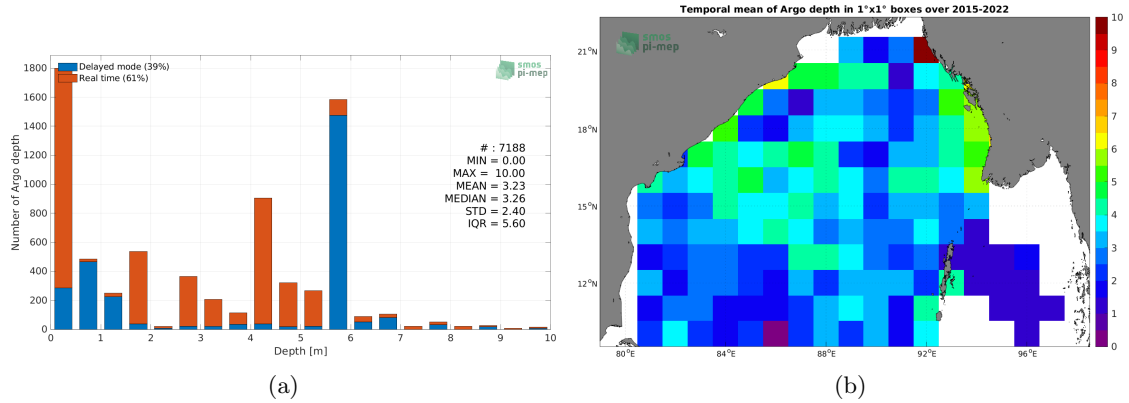 Temporal mean of Argo depth in 1°x1° boxes over 2015-2022
Delayed mode (39%)
Real time (61%)
smos
pi-mep
# : 7188
MIN = 0.00
MAX = 10.00
MEAN = 3.23
MEDIAN = 3.26
STD = 2.40
IQR = 5.60
Number of Argo depth
1800
1600
1400
1200
1000
800
600
400
200
0
0 1 2 3 4 5 6 7 8 9 10
Depth [m]
(a)
smos
pi-mep
21°N
18°N
15°N
12°N
80°E 84°E 88°E 92°E 96°E
10
9
8
7
6
5
4
3
2
1
0
(b)